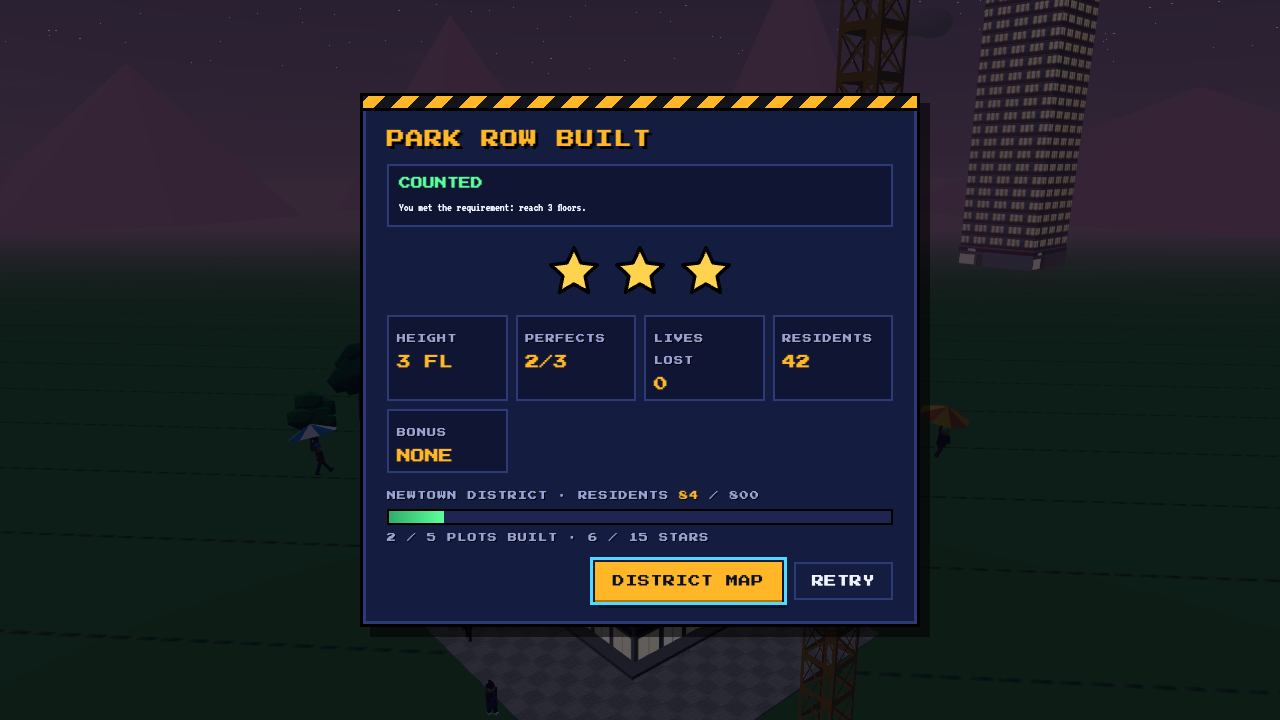 PARK ROW BUILT
COUNTED
You met the requirement: reach 3 floors.
HEIGHT
3 FL
PERFECTS
2/3
LIVES
LOST
0
RESIDENTS
42
BONUS
NONE
NEWTOWN DISTRICT · RESIDENTS 84 / 800
2 / 5 PLOTS BUILT · 6 / 15 STARS
DISTRICT MAP
RETRY